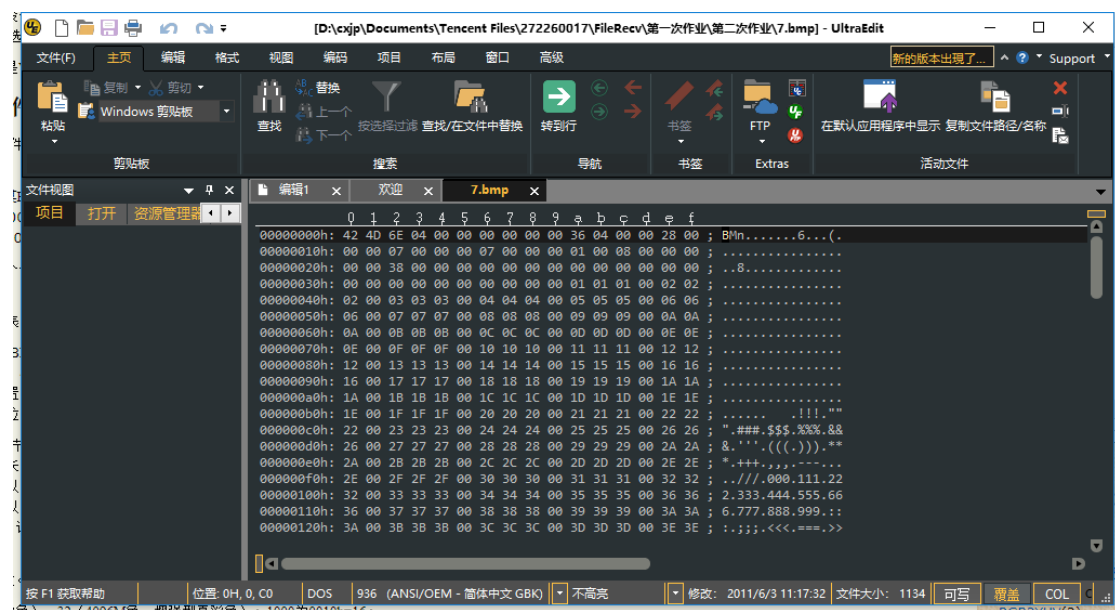 [D:\cxjp\Documents\Tencent Files\272260017\FileRecv\第一次作业\第二次作业\7.bmp] - UltraEdit
文件(F) 主页 编辑 格式 视图 编码 项目 布局 窗口 高级 新的版本出现了... Support
复制 剪切 替换
Windows 剪贴板 上一个
粘贴 查找 下一个 按选择过滤 查找/在文件中替换 转到行 书签 FTP 在默认应用程序中显示 复制文件路径/名称
剪贴板 搜索 导航 书签 Extras 活动文件
文件视图 编辑1 x 欢迎 x 7.bmp x
项目 打开 资源管理器
0 1 2 3 4 5 6 7 8 9 a b c d e f
00000000h: 42 4D 6E 04 00 00 00 00 00 00 36 04 00 00 28 00 ; BMn.......6...(.
00000010h: 00 00 07 00 00 00 07 00 00 00 01 00 08 00 00 00 ; ................
00000020h: 00 00 38 00 00 00 00 00 00 00 00 00 00 00 00 00 ; ..8.............
00000030h: 00 00 00 00 00 00 00 00 00 00 01 01 01 00 02 02 ; ................
00000040h: 02 00 03 03 03 00 04 04 04 00 05 05 05 00 06 06 ; ................
00000050h: 06 00 07 07 07 00 08 08 08 00 09 09 09 00 0A 0A ; ................
00000060h: 0A 00 0B 0B 0B 00 0C 0C 0C 00 0D 0D 0D 00 0E 0E ; ................
00000070h: 0E 00 0F 0F 0F 00 10 10 10 00 11 11 11 00 12 12 ; ................
00000080h: 12 00 13 13 13 00 14 14 14 00 15 15 15 00 16 16 ; ................
00000090h: 16 00 17 17 17 00 18 18 18 00 19 19 19 00 1A 1A ; ................
000000a0h: 1A 00 1B 1B 1B 00 1C 1C 1C 00 1D 1D 1D 00 1E 1E ; ................
000000b0h: 1E 00 1F 1F 1F 00 20 20 20 00 21 21 21 00 22 22 ; ......   .!!!.""
000000c0h: 22 00 23 23 23 00 24 24 24 00 25 25 25 00 26 26 ; ".###.$$$.%%%.&&
000000d0h: 26 00 27 27 27 00 28 28 28 00 29 29 29 00 2A 2A ; &.'''.(((.))).**
000000e0h: 2A 00 2B 2B 2B 00 2C 2C 2C 00 2D 2D 2D 00 2E 2E ; *.+++.,,,.---...
000000f0h: 2E 00 2F 2F 2F 00 30 30 30 00 31 31 31 00 32 32 ; ..///.000.111.22
00000100h: 32 00 33 33 33 00 34 34 34 00 35 35 35 00 36 36 ; 2.333.444.555.66
00000110h: 36 00 37 37 37 00 38 38 38 00 39 39 39 00 3A 3A ; 6.777.888.999.::
00000120h: 3A 00 3B 3B 3B 00 3C 3C 3C 00 3D 3D 3D 00 3E 3E ; :.;;;.<<<.===.>>
按 F1 获取帮助 位置: 0H, 0, C0 DOS 936 (ANSI/OEM - 简体中文 GBK) 不高亮 修改: 2011/6/3 11:17:32 文件大小: 1134 可写 覆盖 COL